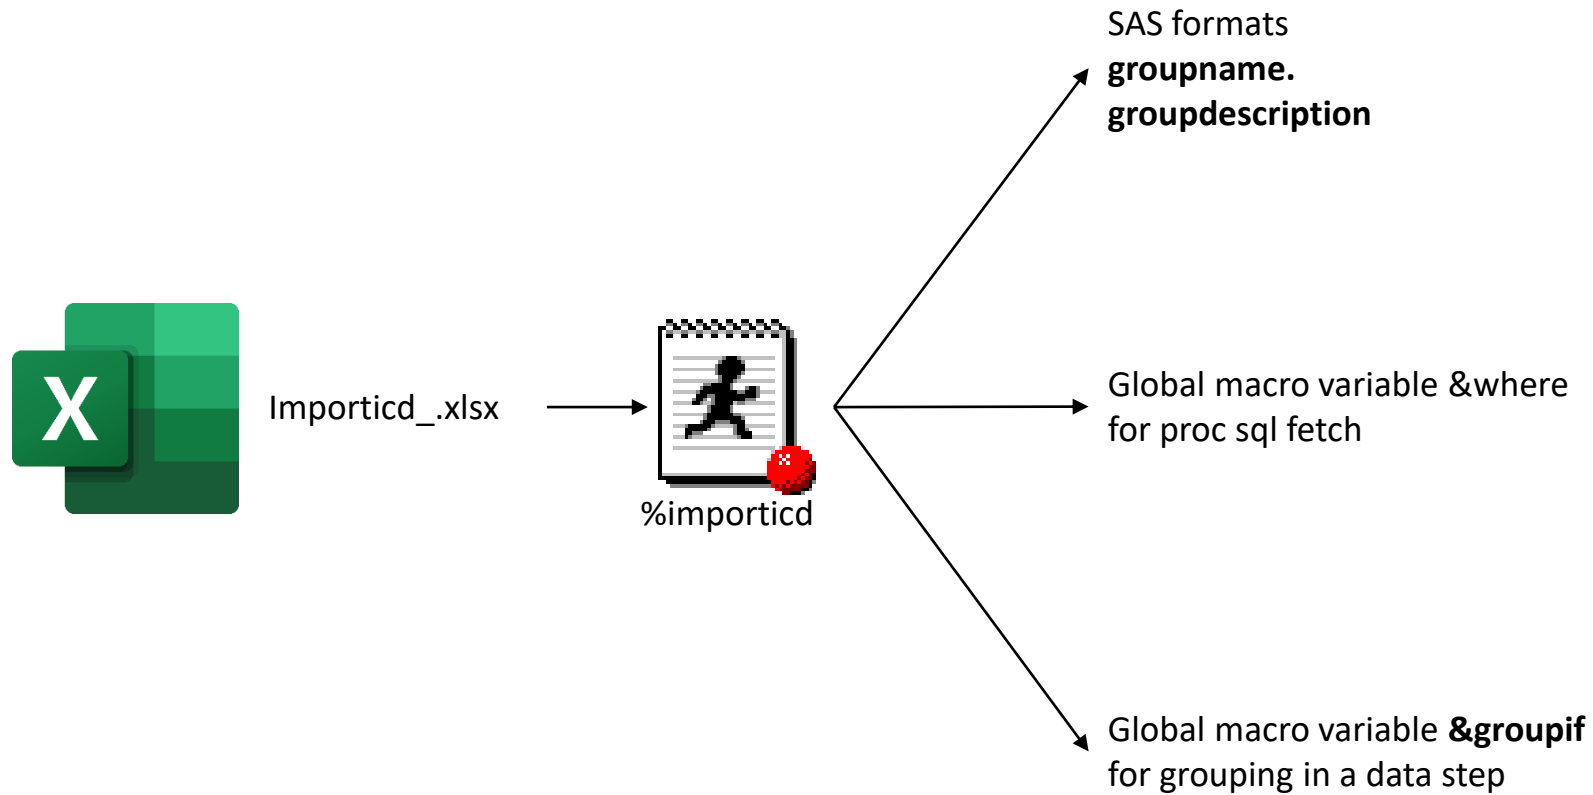 SAS formats
groupname.
groupdescription
X
Importicd_.xlsx
%importicd
Global macro variable &where
for proc sql fetch
Global macro variable &groupif
for grouping in a data step